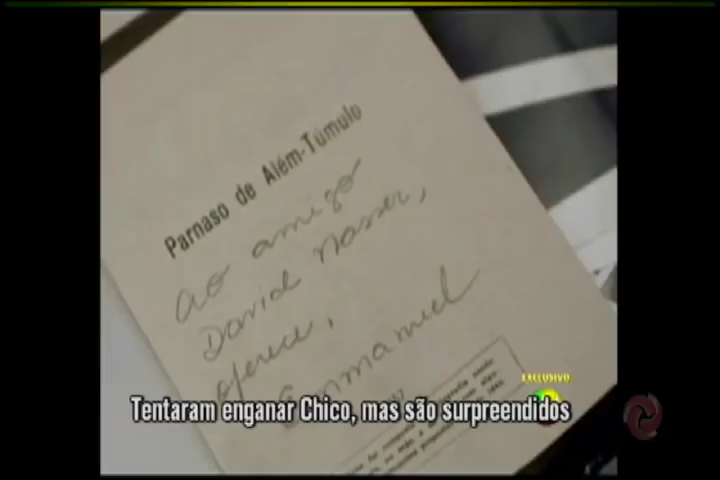 Parnaso de Além-Túmulo
Ao amigo
David Nasser,
oferece,
Emmanuel
EXCLUSIVO
Tentaram enganar Chico, mas são surpreendidos